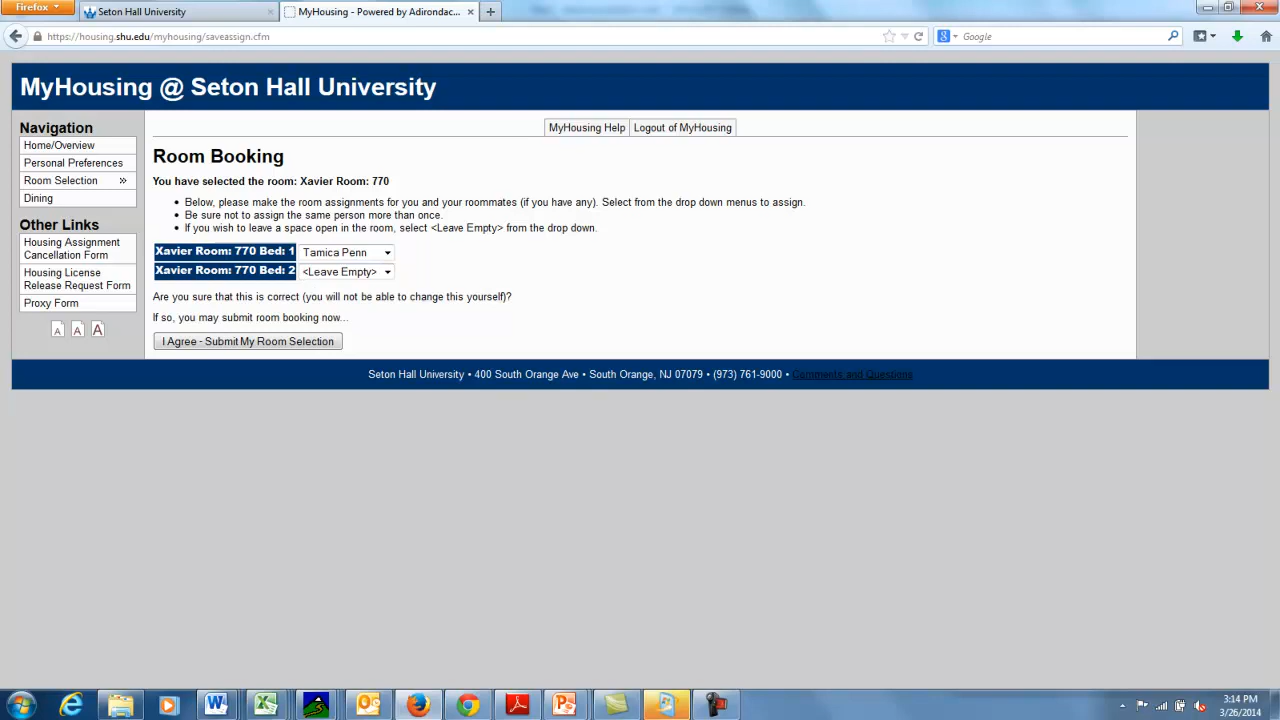 Firefox
Seton Hall University
MyHousing - Powered by Adirondac...
https://housing.shu.edu/myhousing/saveassign.cfm
Google
MyHousing @ Seton Hall University
Navigation
Home/Overview
Personal Preferences
Room Selection »
Dining
Other Links
Housing Assignment
Cancellation Form
Housing License
Release Request Form
Proxy Form
A A A
MyHousing Help
Logout of MyHousing
Room Booking
You have selected the room: Xavier Room: 770
• Below, please make the room assignments for you and your roommates (if you have any). Select from the drop down menus to assign.
• Be sure not to assign the same person more than once.
• If you wish to leave a space open in the room, select <Leave Empty> from the drop down.
Xavier Room: 770 Bed: 1 Tamica Penn
Xavier Room: 770 Bed: 2 <Leave Empty>
Are you sure that this is correct (you will not be able to change this yourself)?
If so, you may submit room booking now...
I Agree - Submit My Room Selection
Seton Hall University • 400 South Orange Ave • South Orange, NJ 07079 • (973) 761-9000 • Comments and Questions
3:14 PM
3/26/2014